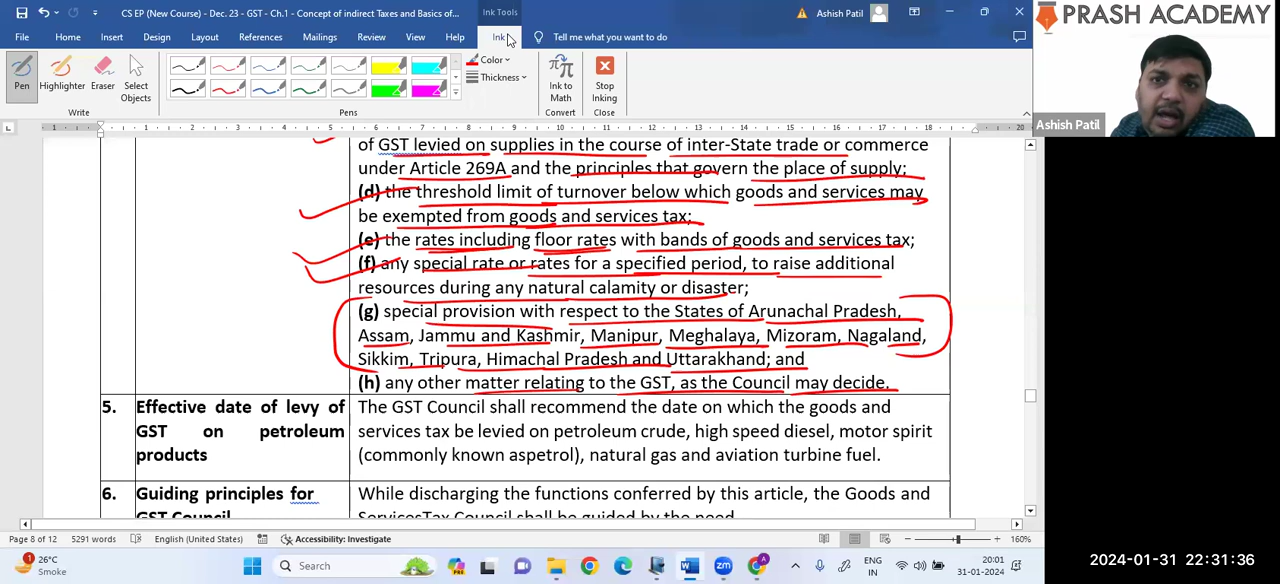 CS EP (New Course) - Dec. 23 - GST - Ch.1 - Concept of indirect Taxes and Basics of...
Ink Tools
Ashish Patil
PRASH ACADEMY
File Home Insert Design Layout References Mailings Review View Help Ink Tell me what you want to do
Pen Highlighter Eraser Select Objects
Color
Thickness
Ink to Math
Stop Inking
Write Pens Convert Close
Ashish Patil
of GST levied on supplies in the course of inter-State trade or commerce
under Article 269A and the principles that govern the place of supply;
(d) the threshold limit of turnover below which goods and services may
be exempted from goods and services tax;
(e) the rates including floor rates with bands of goods and services tax;
(f) any special rate or rates for a specified period, to raise additional
resources during any natural calamity or disaster;
(g) special provision with respect to the States of Arunachal Pradesh,
Assam, Jammu and Kashmir, Manipur, Meghalaya, Mizoram, Nagaland,
Sikkim, Tripura, Himachal Pradesh and Uttarakhand; and
(h) any other matter relating to the GST, as the Council may decide.
5. Effective date of levy of GST on petroleum products
The GST Council shall recommend the date on which the goods and
services tax be levied on petroleum crude, high speed diesel, motor spirit
(commonly known aspetrol), natural gas and aviation turbine fuel.
6. Guiding principles for GST Council
While discharging the functions conferred by this article, the Goods and
ServicesTax Council shall be guided by the need
Page 8 of 12 5291 words English (United States) Accessibility: Investigate 160%
26°C
Smoke
Search
ENG
IN
20:01
31-01-2024
2024-01-31 22:31:36